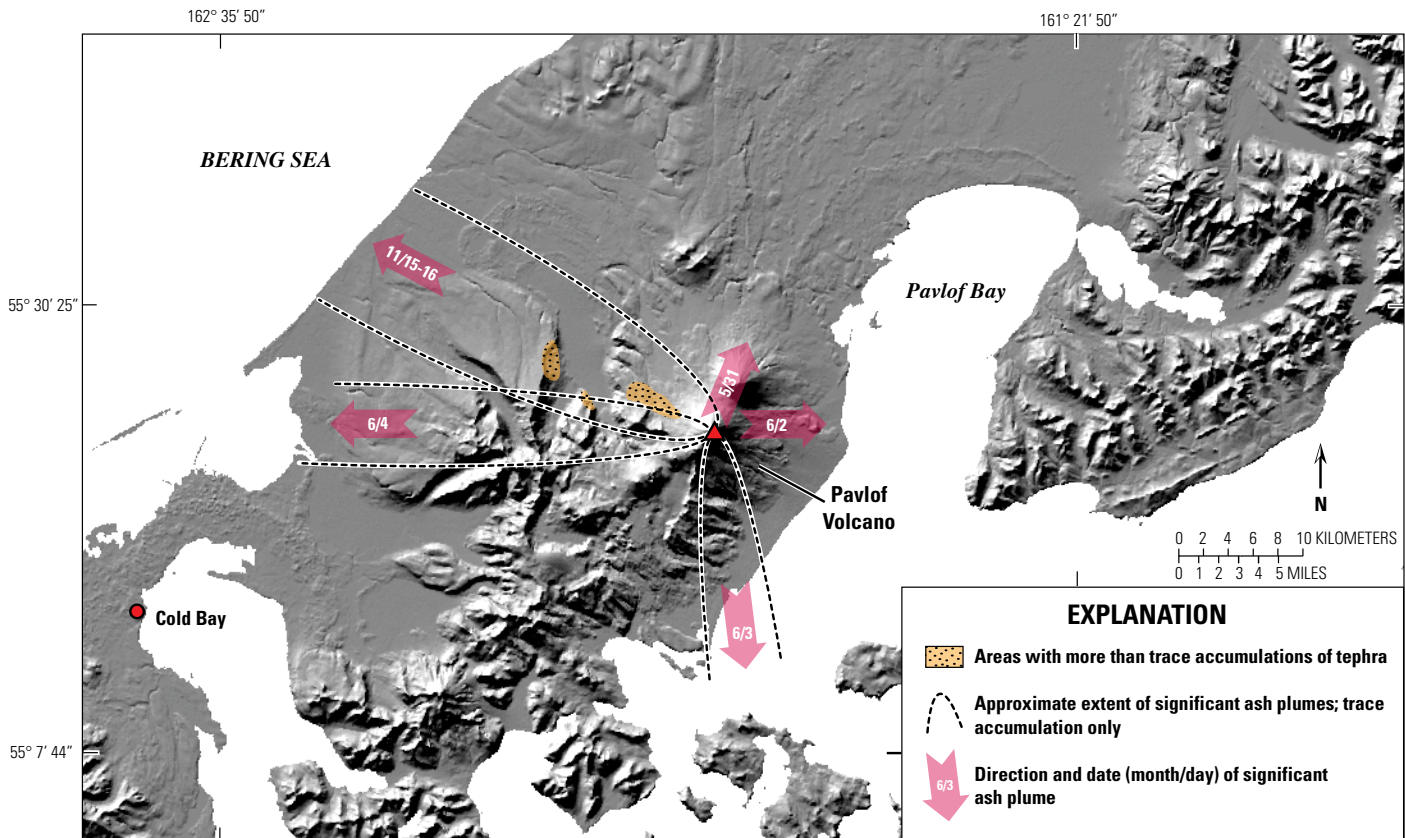 162° 35′ 50″
161° 21′ 50″
BERING SEA
11/15-16
55° 30′ 25″
Pavlof Bay
5/31
6/4
6/2
Pavlof
Volcano
N
0 2 4 6 8 10 KILOMETERS
0 1 2 3 4 5 MILES
Cold Bay
6/3
55° 7′ 44″
EXPLANATION
Areas with more than trace accumulations of tephra
Approximate extent of significant ash plumes; trace
accumulation only
6/3
Direction and date (month/day) of significant
ash plume